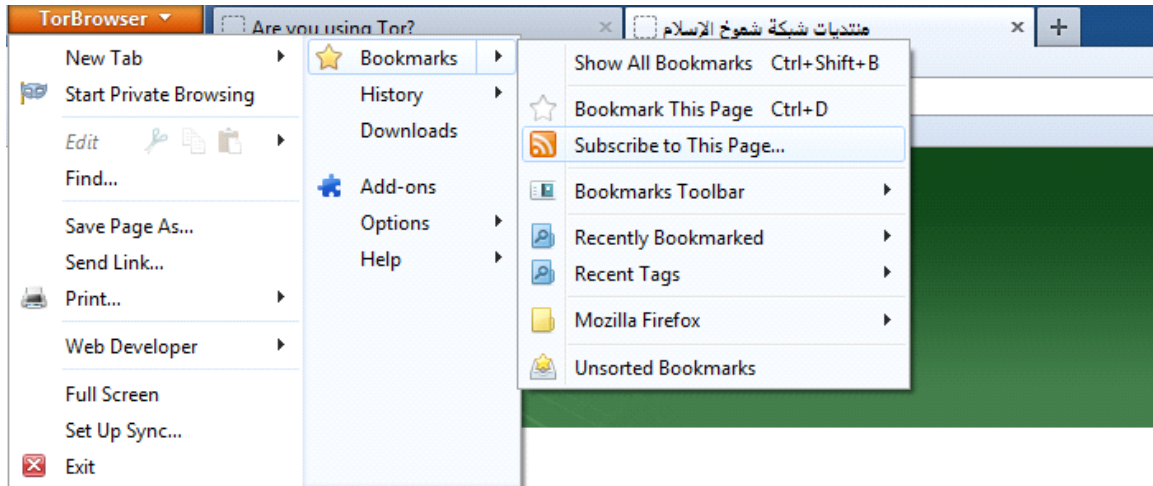 TorBrowser
Are you using Tor?
منتديات شبكة شموخ الإسلام
New Tab
Start Private Browsing
Edit
Find...
Save Page As...
Send Link...
Print...
Web Developer
Full Screen
Set Up Sync...
Exit
Bookmarks
History
Downloads
Add-ons
Options
Help
Show All Bookmarks Ctrl+Shift+B
Bookmark This Page Ctrl+D
Subscribe to This Page...
Bookmarks Toolbar
Recently Bookmarked
Recent Tags
Mozilla Firefox
Unsorted Bookmarks